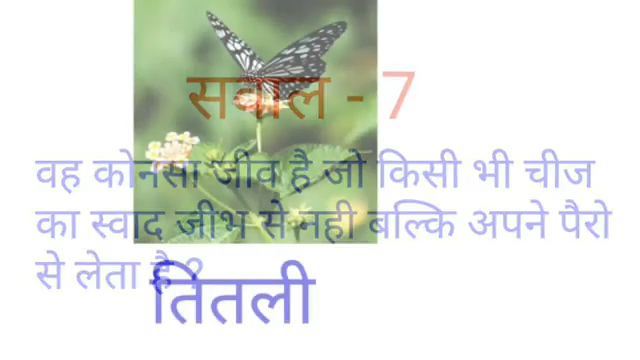 सवाल - 7
वह कोनसा जीव है जो किसी भी चीज
का स्वाद जीभ से नही बल्कि अपने पैरो
से लेता है ?
तितली